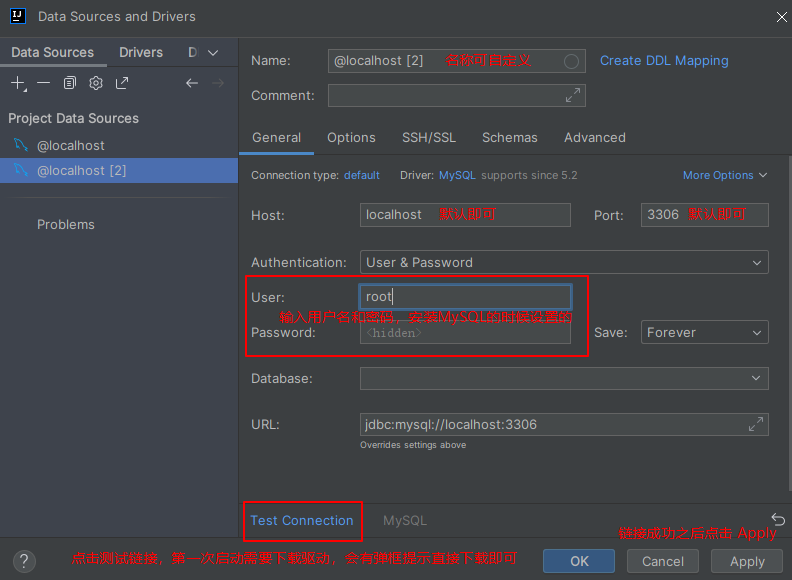 Data Sources and Drivers
Data Sources Drivers D
Project Data Sources
@localhost
@localhost [2]
Problems
Name: @localhost [2] 名称可自定义 Create DDL Mapping
Comment:
General Options SSH/SSL Schemas Advanced
Connection type: default Driver: MySQL supports since 5.2 More Options
Host: localhost 默认即可 Port: 3306 默认即可
Authentication: User & Password
User: root
输入用户名和密码，安装MySQL的时候设置的
Password: <hidden> Save: Forever
Database:
URL: jdbc:mysql://localhost:3306
Overrides settings above
Test Connection MySQL
链接成功之后点击 Apply
? 点击测试链接，第一次启动需要下载驱动，会有弹框提示直接下载即可 OK Cancel Apply